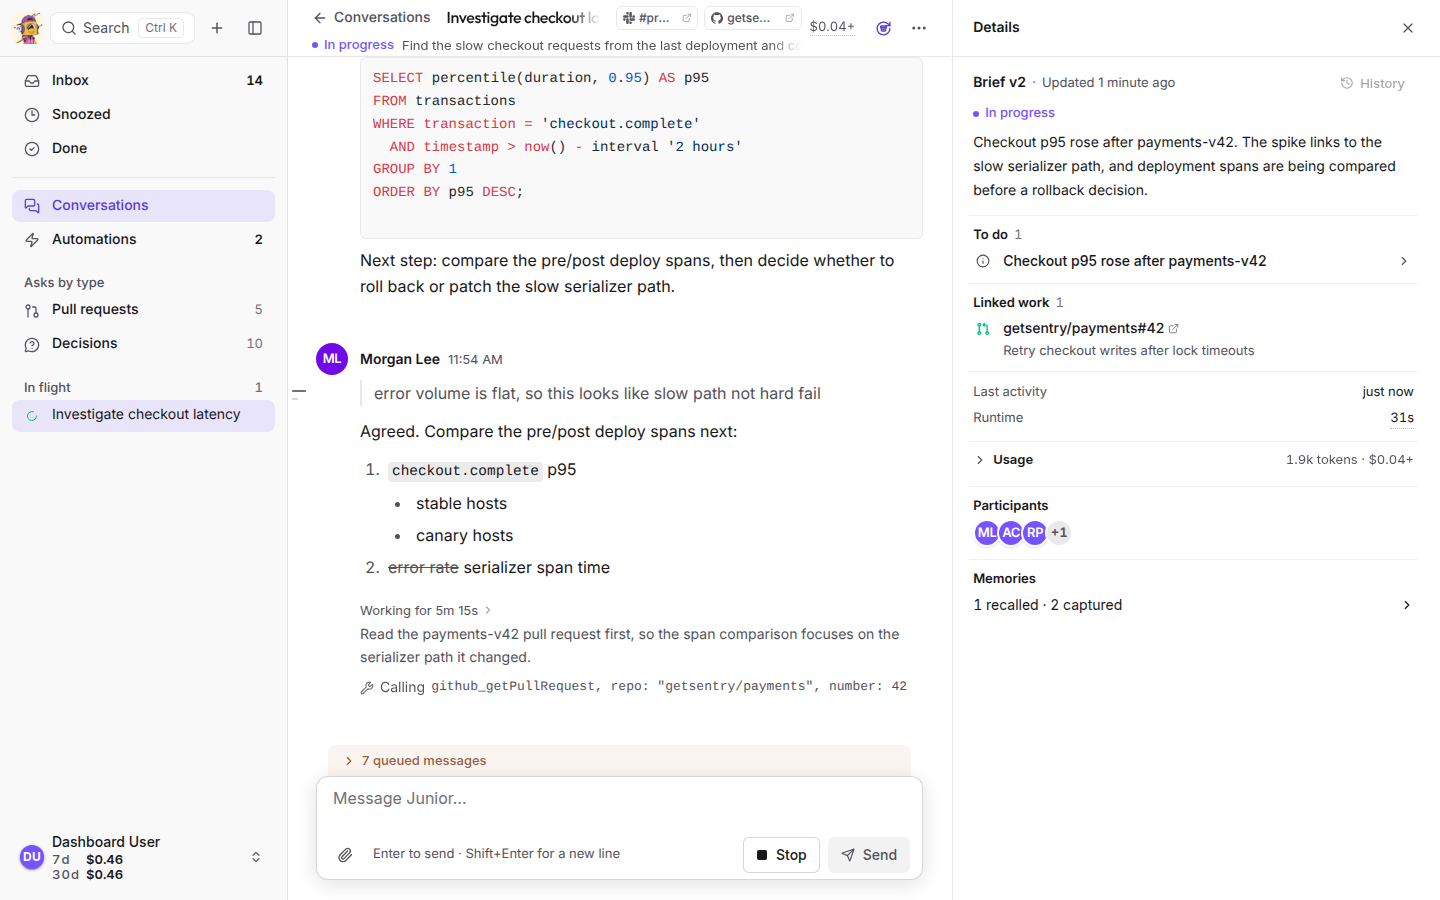 Search Ctrl K
Inbox 14
Snoozed
Done
Conversations
Automations 2
Asks by type
Pull requests 5
Decisions 10
In flight 1
Investigate checkout latency
DU
Dashboard User
7d $0.46
30d $0.46
Conversations Investigate checkout #pr... getse... $0.04+
In progress Find the slow checkout requests from the last deployment and
SELECT percentile(duration, 0.95) AS p95
FROM transactions
WHERE transaction = 'checkout.complete'
AND timestamp > now() - interval '2 hours'
GROUP BY 1
ORDER BY p95 DESC;
Next step: compare the pre/post deploy spans, then decide whether to
roll back or patch the slow serializer path.
ML Morgan Lee 11:54 AM
error volume is flat, so this looks like slow path not hard fail
Agreed. Compare the pre/post deploy spans next:
1. checkout.complete p95
• stable hosts
• canary hosts
2. error rate serializer span time
Working for 5m 15s
Read the payments-v42 pull request first, so the span comparison focuses on the
serializer path it changed.
Calling github_getPullRequest, repo: "getsentry/payments", number: 42
7 queued messages
Message Junior...
Enter to send · Shift+Enter for a new line
Stop
Send
Details
Brief v2 · Updated 1 minute ago History
In progress
Checkout p95 rose after payments-v42. The spike links to the
slow serializer path, and deployment spans are being compared
before a rollback decision.
To do 1
Checkout p95 rose after payments-v42
Linked work 1
getsentry/payments#42
Retry checkout writes after lock timeouts
Last activity just now
Runtime 31s
Usage 1.9k tokens · $0.04+
Participants
ML AC RP +1
Memories
1 recalled · 2 captured